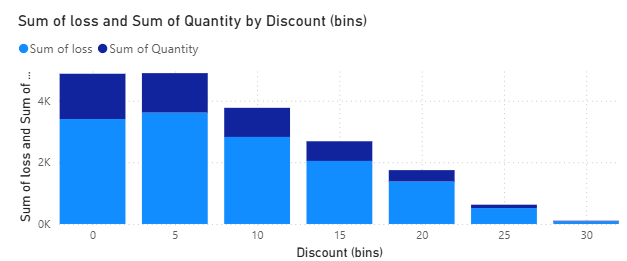 Sum of loss and Sum of Quantity by Discount (bins)
Sum of loss Sum of Quantity
Sum of loss and Sum of ...
4K
2K
0K
0 5 10 15 20 25 30
Discount (bins)